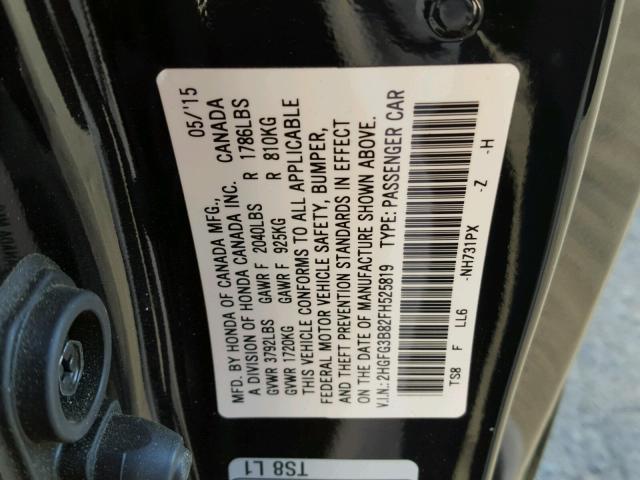 MFD. BY HONDA OF CANADA MFG., 05/'15
A DIVISION OF HONDA CANADA INC. CANADA
GVWR 3792LBS GAWR F 2040LBS R 1786LBS
GVWR 1720KG GAWR F 925KG R 810KG
THIS VEHICLE CONFORMS TO ALL APPLICABLE
FEDERAL MOTOR VEHICLE SAFETY, BUMPER,
AND THEFT PREVENTION STANDARDS IN EFFECT
ON THE DATE OF MANUFACTURE SHOWN ABOVE.
V.I.N.: 2HGFG3B82FH525819 TYPE: PASSENGER CAR
TS8 F LL6 -NH731PX -Z -H
TS8 L1